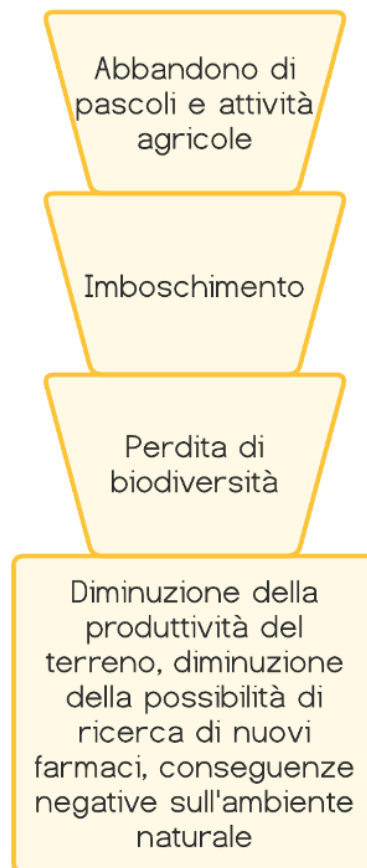 Abbandono di
pascoli e attività
agricole
Imboschimento
Perdita di
biodiversità
Diminuzione della
produttività del
terreno, diminuzione
della possibilità di
ricerca di nuovi
farmaci, conseguenze
negative sull'ambiente
naturale